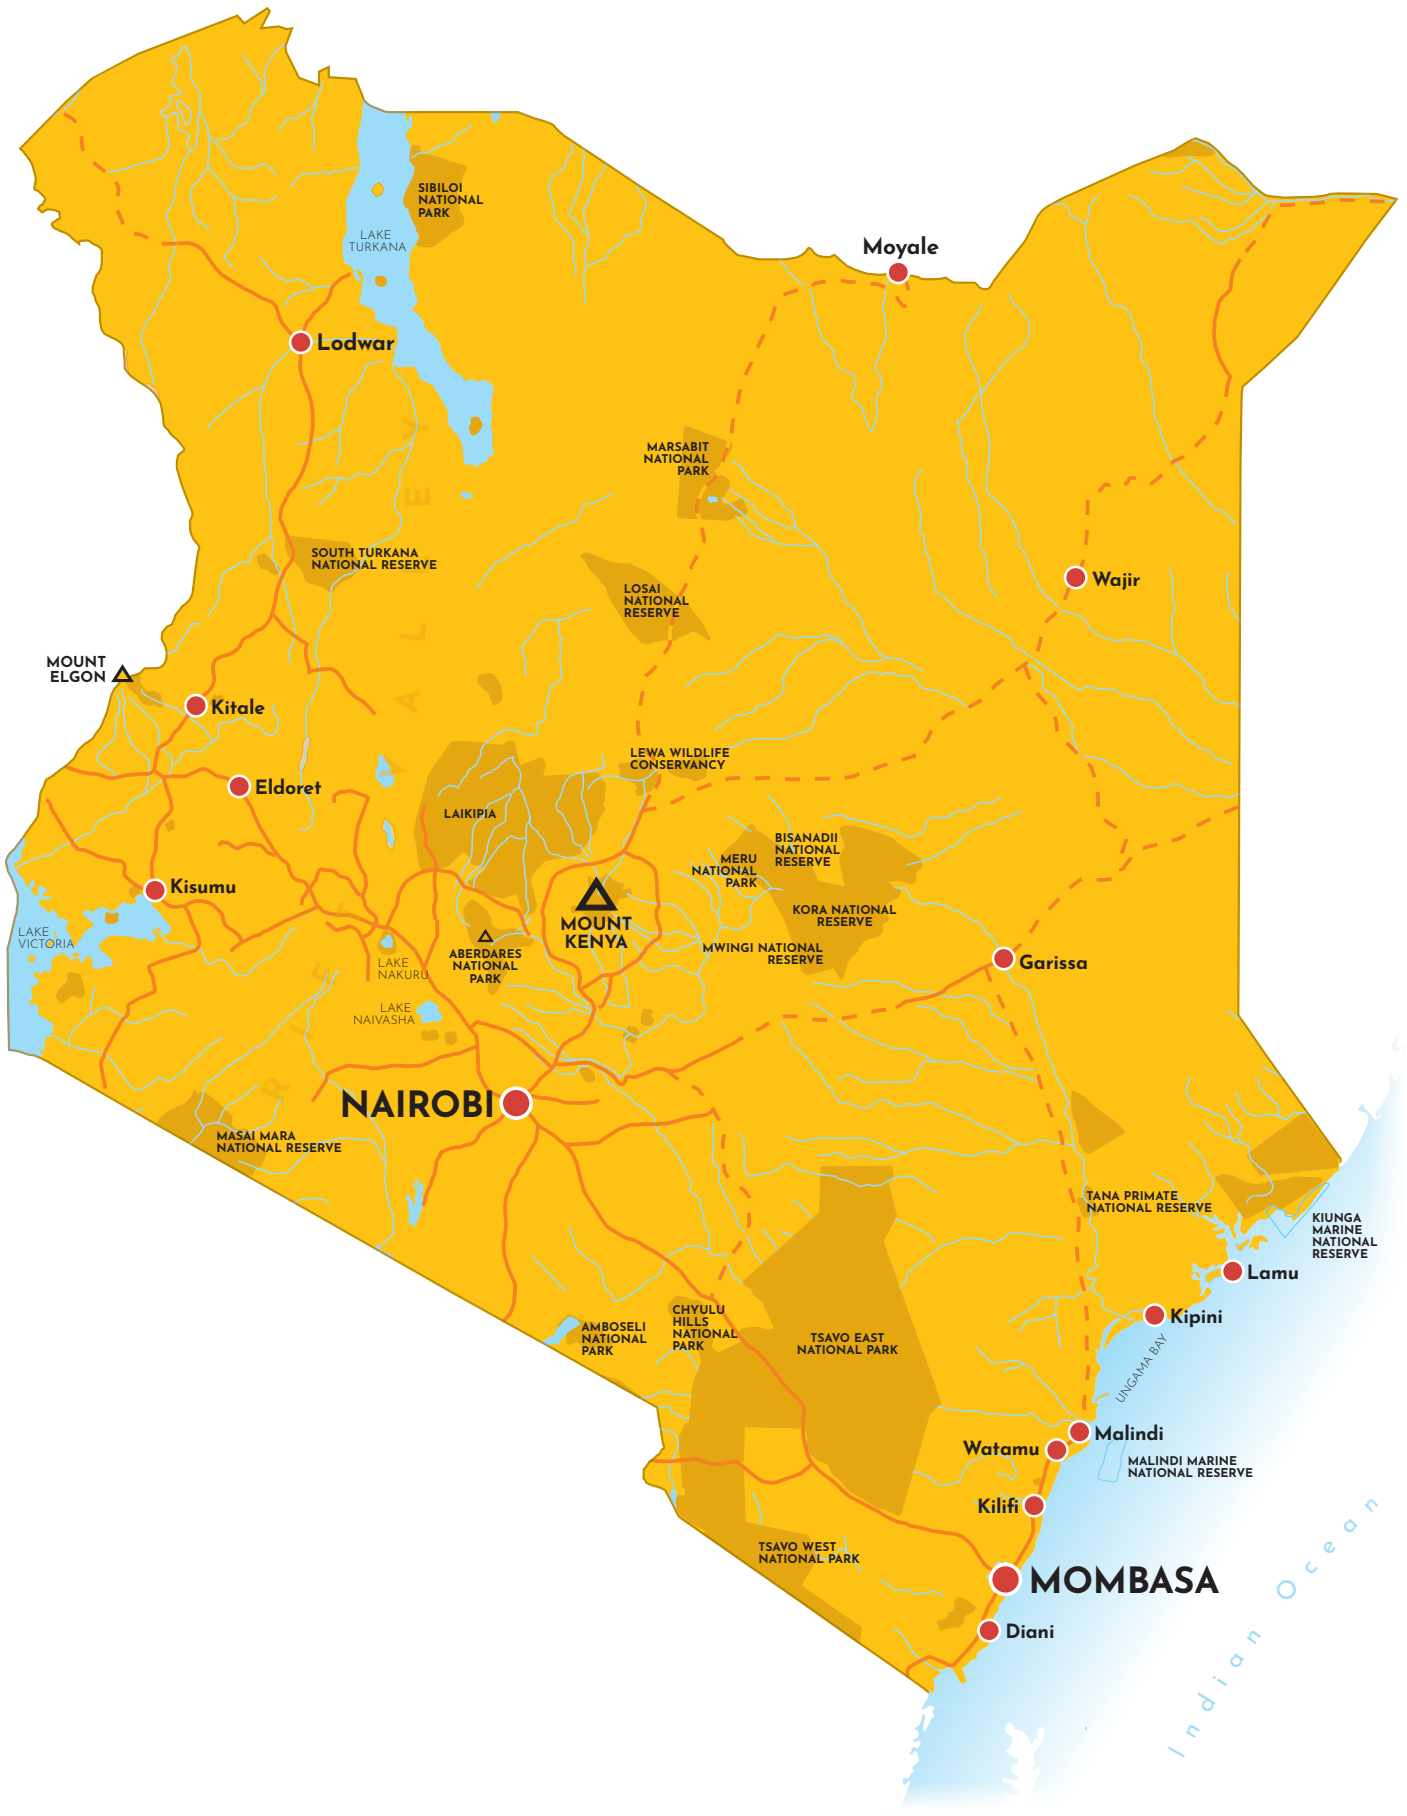 SIBILOI
NATIONAL
PARK
LAKE
TURKANA
Moyale
Lodwar
MARSABIT
NATIONAL
PARK
SOUTH TURKANA
NATIONAL RESERVE
LOSAI
NATIONAL
RESERVE
Wajir
MOUNT
ELGON
Kitale
Eldoret
LEWA WILDLIFE
CONSERVANCY
LAIKIPIA
BISANADII
NATIONAL
RESERVE
MERU
NATIONAL
PARK
Kisumu
KORA NATIONAL
RESERVE
MOUNT
KENYA
LAKE
VICTORIA
MWINGI NATIONAL
RESERVE
ABERDARES
NATIONAL
PARK
LAKE
NAKURU
Garissa
LAKE
NAIVASHA
RIFT VALLEY
NAIROBI
MASAI MARA
NATIONAL RESERVE
TANA PRIMATE
NATIONAL RESERVE
KIUNGA
MARINE
NATIONAL
RESERVE
Lamu
Kipini
CHYULU
HILLS
NATIONAL
PARK
AMBOSELI
NATIONAL
PARK
TSAVO EAST
NATIONAL PARK
UNGAMA BAY
Malindi
Watamu
MALINDI MARINE
NATIONAL RESERVE
Kilifi
TSAVO WEST
NATIONAL PARK
MOMBASA
Diani
Indian Ocean